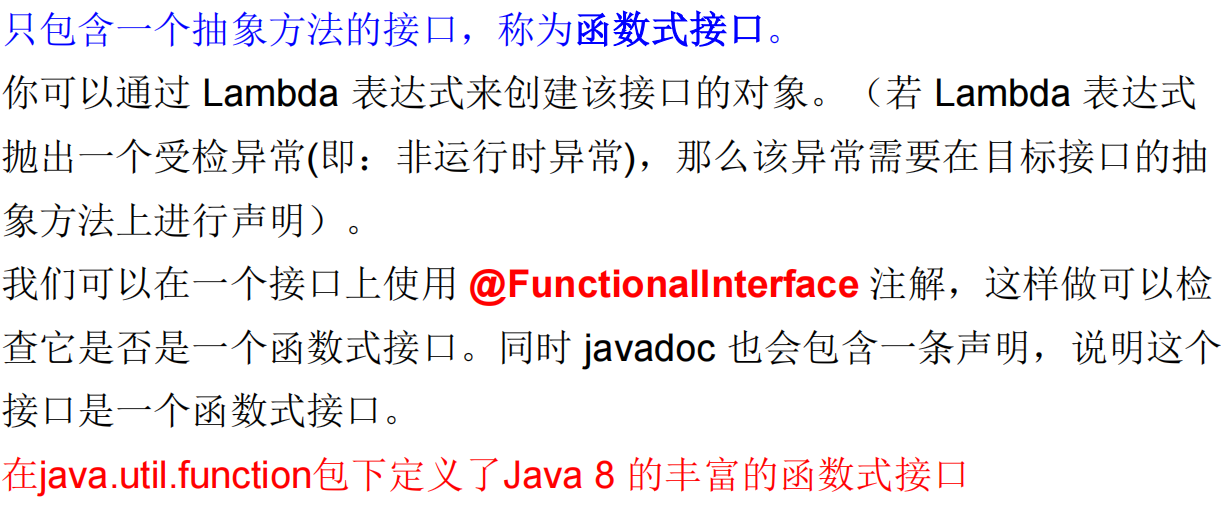 只包含一个抽象方法的接口，称为函数式接口。
你可以通过 Lambda 表达式来创建该接口的对象。（若 Lambda 表达式
抛出一个受检异常(即：非运行时异常)，那么该异常需要在目标接口的抽
象方法上进行声明）。
我们可以在一个接口上使用 @FunctionalInterface 注解，这样做可以检
查它是否是一个函数式接口。同时 javadoc 也会包含一条声明，说明这个
接口是一个函数式接口。
在java.util.function包下定义了Java 8 的丰富的函数式接口